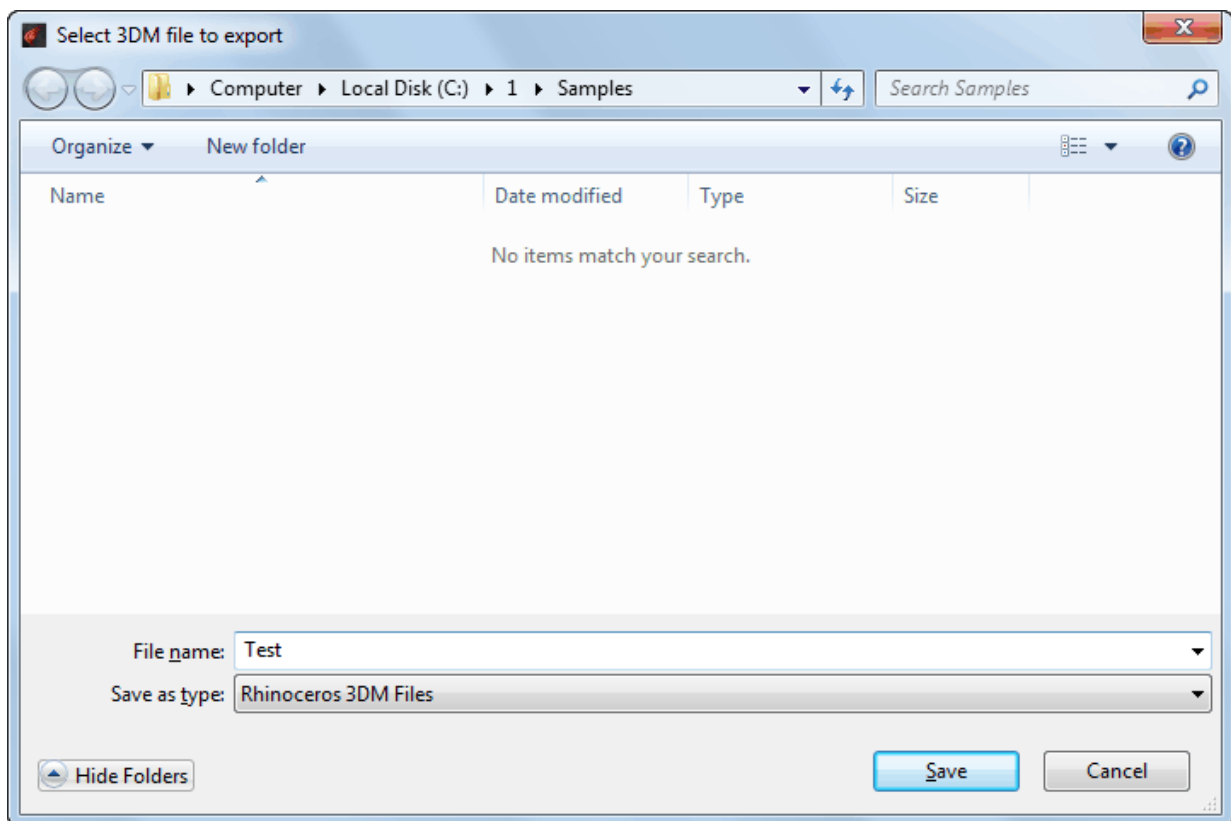 Select 3DM file to export
Computer Local Disk (C:) 1 Samples Search Samples
Organize New folder
Name Date modified Type Size
No items match your search.
File name: Test
Save as type: Rhinoceros 3DM Files
Hide Folders Save Cancel